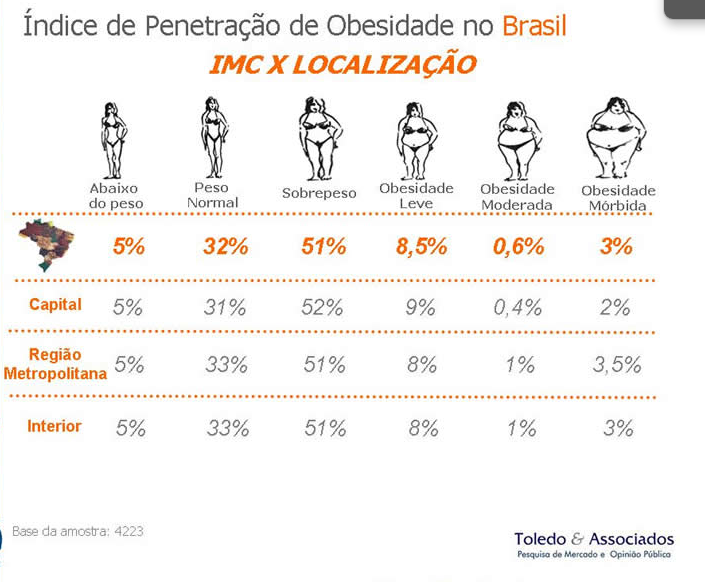 Índice de Penetração de Obesidade no Brasil
IMC X LOCALIZAÇÃO
Abaixo do peso
Peso Normal
Sobrepeso
Obesidade Leve
Obesidade Moderada
Obesidade Mórbida
5% 32% 51% 8,5% 0,6% 3%
Capital 5% 31% 52% 9% 0,4% 2%
Região Metropolitana 5% 33% 51% 8% 1% 3,5%
Interior 5% 33% 51% 8% 1% 3%
Base da amostra: 4223
Toledo & Associados
Pesquisa de Mercado e Opinião Pública